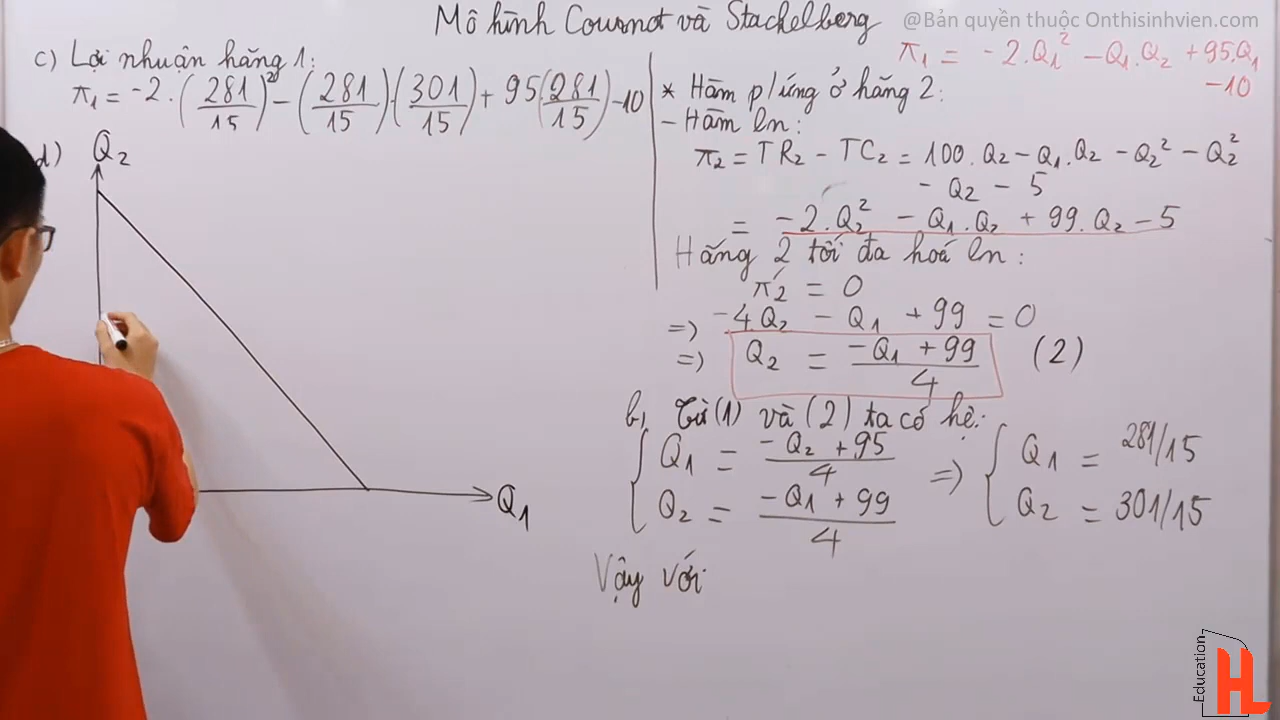 Mô hình Cournot và Stackelberg
@Bản quyền thuộc Onthisinhvien.com
π₁ = -2.Q₁² - Q₁.Q₂ + 95.Q₁
-10
c) Lợi nhuận hãng 1:
π₁ = -2.(281/15)² - (281/15).(301/15) + 95.(281/15) - 10
d)
Q₂
Q₁
* Hàm p/ứng ở hãng 2:
- Hàm ln:
π₂ = TR₂ - TC₂ = 100.Q₂ - Q₁.Q₂ - Q₂² - Q₂²
- Q₂ - 5
= -2.Q₂² - Q₁.Q₂ + 99.Q₂ - 5
Hãng 2 tối đa hoá ln:
π'₂ = 0
=> -4Q₂ - Q₁ + 99 = 0
=> Q₂ = (-Q₁ + 99)/4 (2)
b, Từ (1) và (2) ta có hệ:
{ Q₁ = (-Q₂ + 95)/4 => { Q₁ = 281/15
Q₂ = (-Q₁ + 99)/4 Q₂ = 301/15
Vậy với
Education
HL